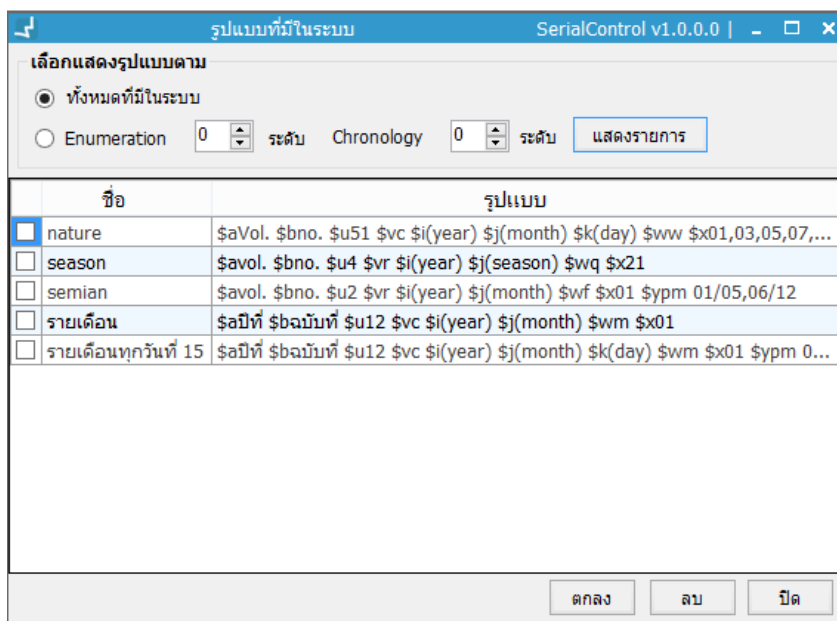 รูปแบบที่มีในระบบ SerialControl v1.0.0.0 |
เลือกแสดงรูปแบบตาม
ทั้งหมดที่มีในระบบ
Enumeration 0 ระดับ Chronology 0 ระดับ แสดงรายการ
ชื่อ รูปแบบ
nature $aVol. $bno. $u51 $vc $i(year) $j(month) $k(day) $ww $x01,03,05,07,...
season $avol. $bno. $u4 $vr $i(year) $j(season) $wq $x21
semian $avol. $bno. $u2 $vr $i(year) $j(month) $wf $x01 $ypm 01/05,06/12
รายเดือน $aปีที่ $bฉบับที่ $u12 $vc $i(year) $j(month) $wm $x01
รายเดือนทุกวันที่ 15 $aปีที่ $bฉบับที่ $u12 $vc $i(year) $j(month) $k(day) $wm $x01 $ypm 0...
ตกลง ลบ ปิด